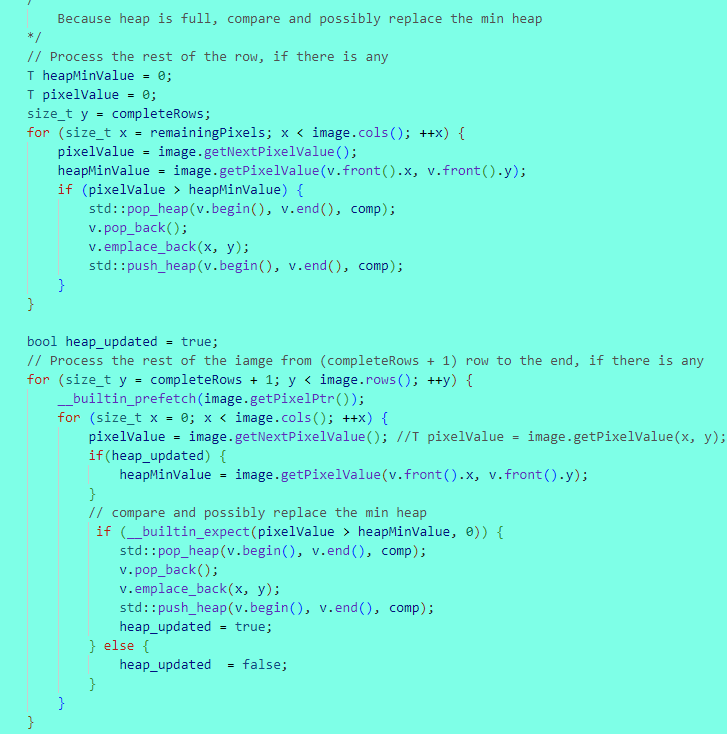 /
Because heap is full, compare and possibly replace the min heap
*/
// Process the rest of the row, if there is any
T heapMinValue = 0;
T pixelValue = 0;
size_t y = completeRows;
for (size_t x = remainingPixels; x < image.cols(); ++x) {
pixelValue = image.getNextPixelValue();
heapMinValue = image.getPixelValue(v.front().x, v.front().y);
if (pixelValue > heapMinValue) {
std::pop_heap(v.begin(), v.end(), comp);
v.pop_back();
v.emplace_back(x, y);
std::push_heap(v.begin(), v.end(), comp);
}
}
bool heap_updated = true;
// Process the rest of the iamge from (completeRows + 1) row to the end, if there is any
for (size_t y = completeRows + 1; y < image.rows(); ++y) {
__builtin_prefetch(image.getPixelPtr());
for (size_t x = 0; x < image.cols(); ++x) {
pixelValue = image.getNextPixelValue(); //T pixelValue = image.getPixelValue(x, y);
if(heap_updated) {
heapMinValue = image.getPixelValue(v.front().x, v.front().y);
}
// compare and possibly replace the min heap
if (__builtin_expect(pixelValue > heapMinValue, 0)) {
std::pop_heap(v.begin(), v.end(), comp);
v.pop_back();
v.emplace_back(x, y);
std::push_heap(v.begin(), v.end(), comp);
heap_updated = true;
} else {
heap_updated  = false;
}
}
}